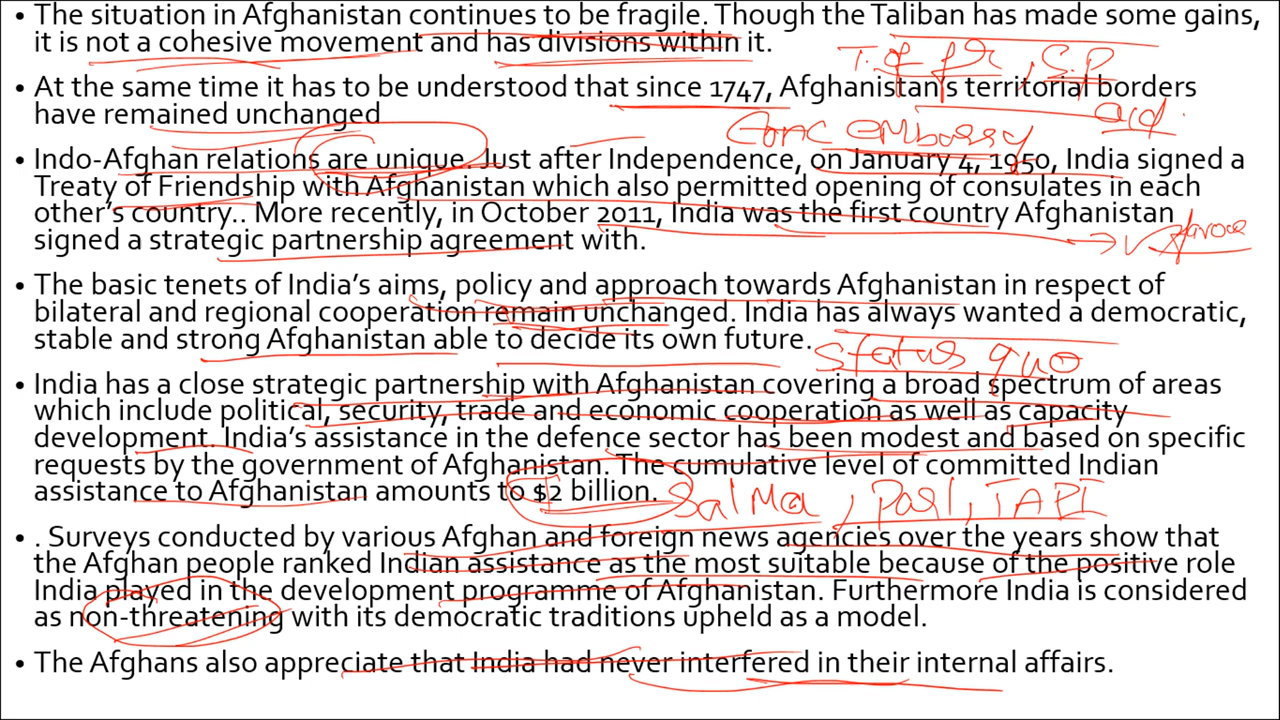 • The situation in Afghanistan continues to be fragile. Though the Taliban has made some gains,
it is not a cohesive movement and has divisions within it.
T. of fr , S.P
• At the same time it has to be understood that since 1747, Afghanistan's territorial borders
have remained unchanged
embassy
• Indo-Afghan relations are unique. Just after Independence, on January 4, 1950, India signed a
Treaty of Friendship with Afghanistan which also permitted opening of consulates in each
other's country.. More recently, in October 2011, India was the first country Afghanistan
signed a strategic partnership agreement with.
• The basic tenets of India's aims, policy and approach towards Afghanistan in respect of
bilateral and regional cooperation remain unchanged. India has always wanted a democratic,
stable and strong Afghanistan able to decide its own future.
status quo
• India has a close strategic partnership with Afghanistan covering a broad spectrum of areas
which include political, security, trade and economic cooperation as well as capacity
development. India's assistance in the defence sector has been modest and based on specific
requests by the government of Afghanistan. The cumulative level of committed Indian
assistance to Afghanistan amounts to $2 billion.
Salma , Parl, TAPI
• . Surveys conducted by various Afghan and foreign news agencies over the years show that
the Afghan people ranked Indian assistance as the most suitable because of the positive role
India played in the development programme of Afghanistan. Furthermore India is considered
as non-threatening with its democratic traditions upheld as a model.
• The Afghans also appreciate that India had never interfered in their internal affairs.